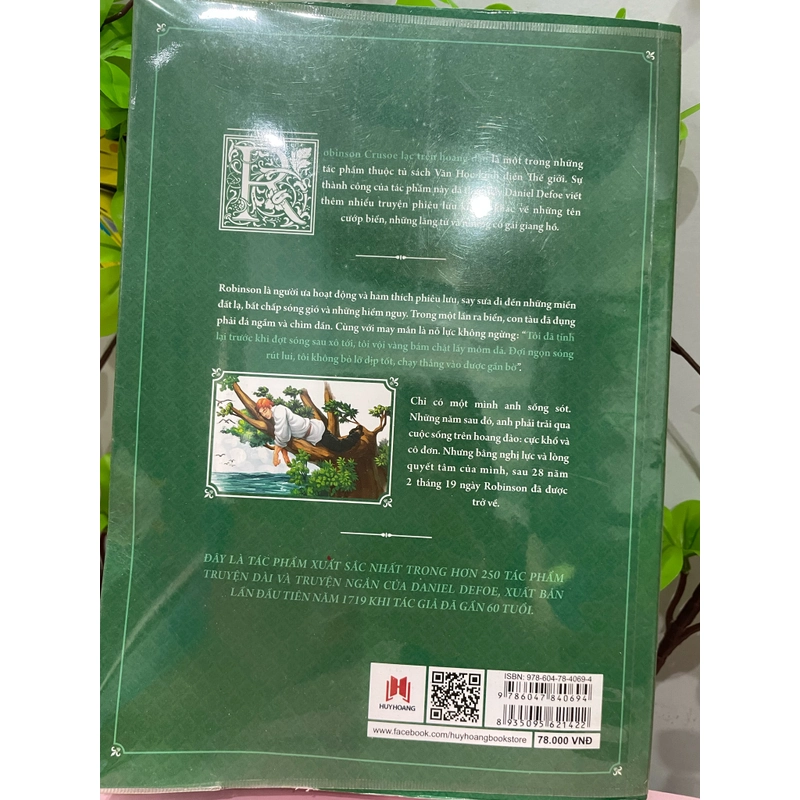 Robinson Crusoe lạc trên hoang đảo là một trong những
tác phẩm thuộc tủ sách Văn Học kinh điển Thế giới. Sự
thành công của tác phẩm này đã Daniel Defoe viết
thêm nhiều truyện phiêu lưu khác về những tên
cướp biển, những lãng tử và những cô gái giang hồ.
Robinson là người ưa hoạt động và ham thích phiêu lưu, say sưa đi đến những miền
đất lạ, bất chấp sóng gió và những hiểm nguy. Trong một lần ra biển, con tàu đã đụng
phải đá ngầm và chìm dần. Cùng với may mắn là nỗ lực không ngừng: “Tôi đã tỉnh
lại trước khi đợt sóng sau xô tới, tôi vội vàng bám chặt lấy mỏm đá. Đợi ngọn sóng
rút lui, tôi không bỏ lỡ dịp tốt, chạy thẳng vào được gần bờ”.
Chỉ có một mình anh sống sót.
Những năm sau đó, anh phải trải qua
cuộc sống trên hoang đảo: cực khổ và
cô đơn. Nhưng bằng nghị lực và lòng
quyết tâm của mình, sau 28 năm
2 tháng 19 ngày Robinson đã được
trở về.
ĐÂY LÀ TÁC PHẨM XUẤT SẮC NHẤT TRONG HƠN 250 TÁC PHẨM
TRUYỆN DÀI VÀ TRUYỆN NGẮN CỦA DANIEL DEFOE, XUẤT BẢN
LẦN ĐẦU TIÊN NĂM 1719 KHI TÁC GIẢ ĐÃ GẦN 60 TUỔI.
HUYHOANG
www.facebook.com/huyhoangbookstore
ISBN: 978-604-78-4069-4
9 786047 840694
8 935095 621422
78.000 VNĐ